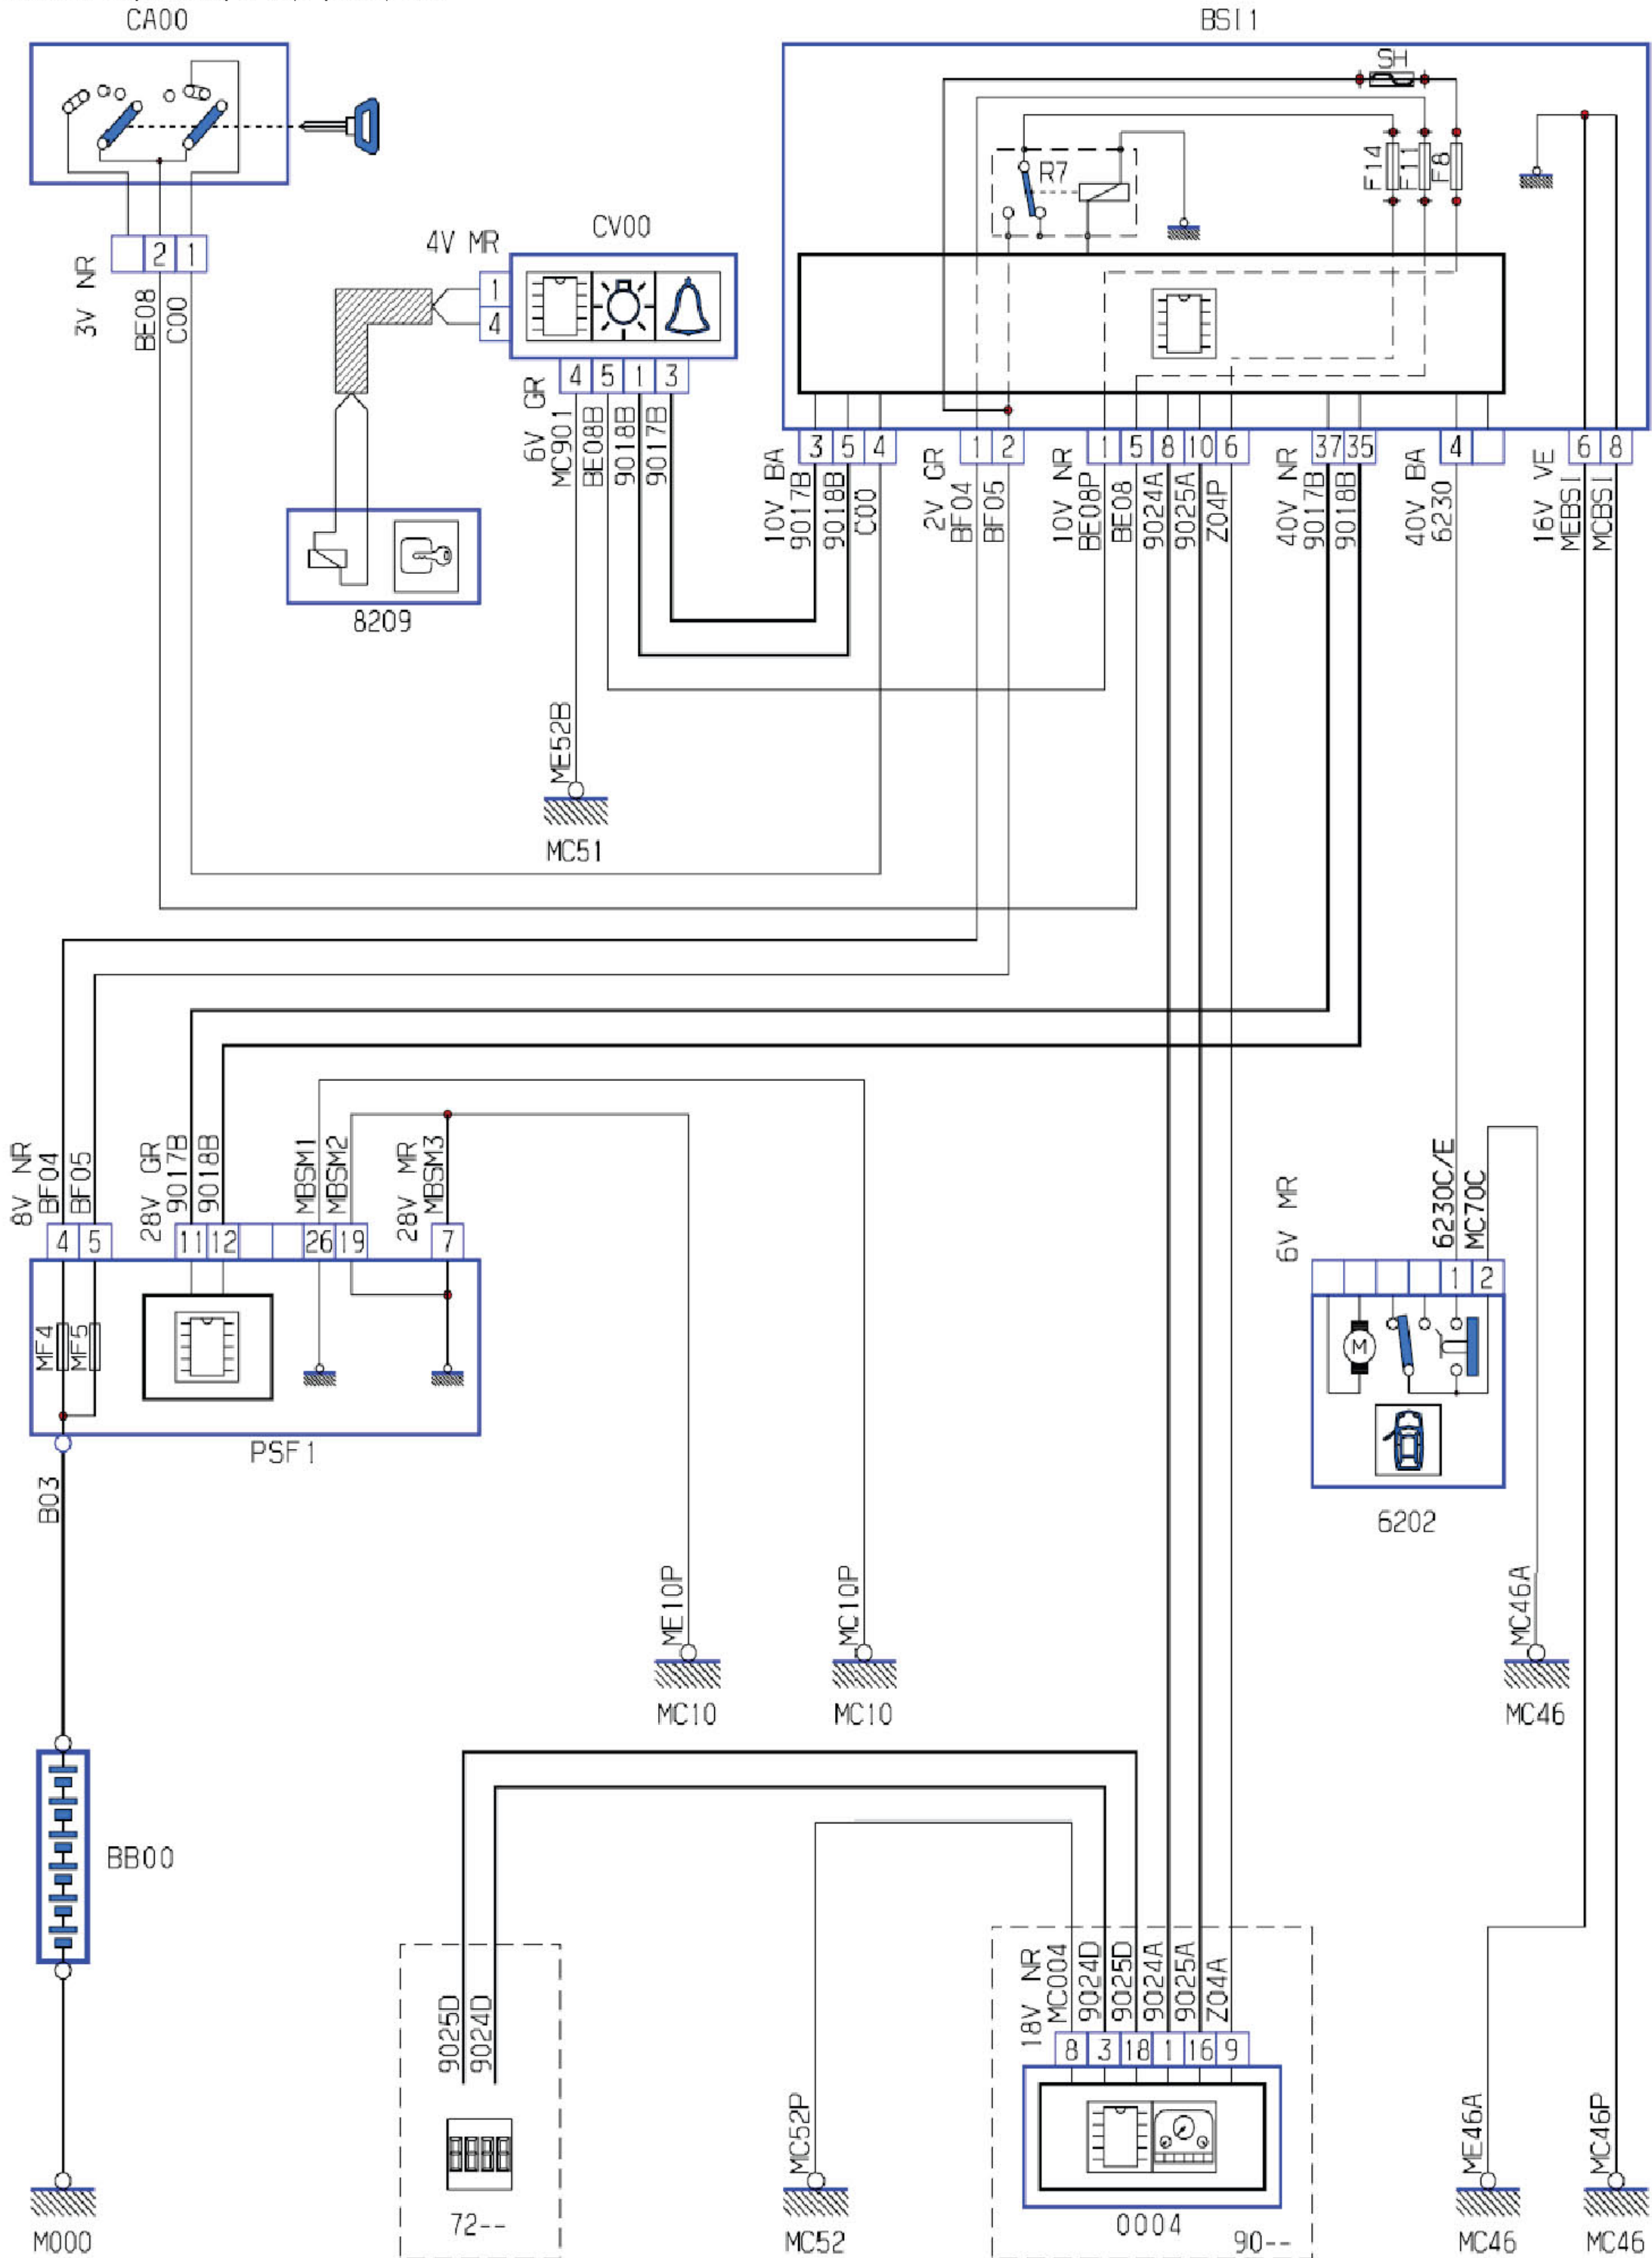 CA00
BSI1
SH
F14
F11
F8
R7
CV00
4V MR
1
4
2 1
3V NR
BE08
C00
4 5 1 3
6V GR
MC901
BE08B
9018B
9017B
3 5 4
1 2
1 5 8 10 6
37 35
4
6 8
10V BA
9017B
9018B
C00
2V GR
BF04
BF05
10V NR
BE08P
BE08
9024A
9025A
Z04P
40V NR
9017B
9018B
40V BA
6230
16V VE
MEBSI
MCBSI
8209
ME52B
MC51
8V NR
BF04
BF05
28V GR
9017B
9018B
MBSM1
MBSM2
28V MR
MBSM3
4 5
11 12
26 19
7
MF4
MF5
PSF1
6V MR
6230C/E
MC70C
1 2
M
6202
B03
ME10P
MC10P
MC46A
MC10
MC10
MC46
BB00
9025D
9024D
18V NR
MC004
9024D
9025D
9024A
9025A
Z04A
8 3 18 1 16 9
MC52P
ME46A
MC46P
M000
72--
MC52
0004
90--
MC46
MC46